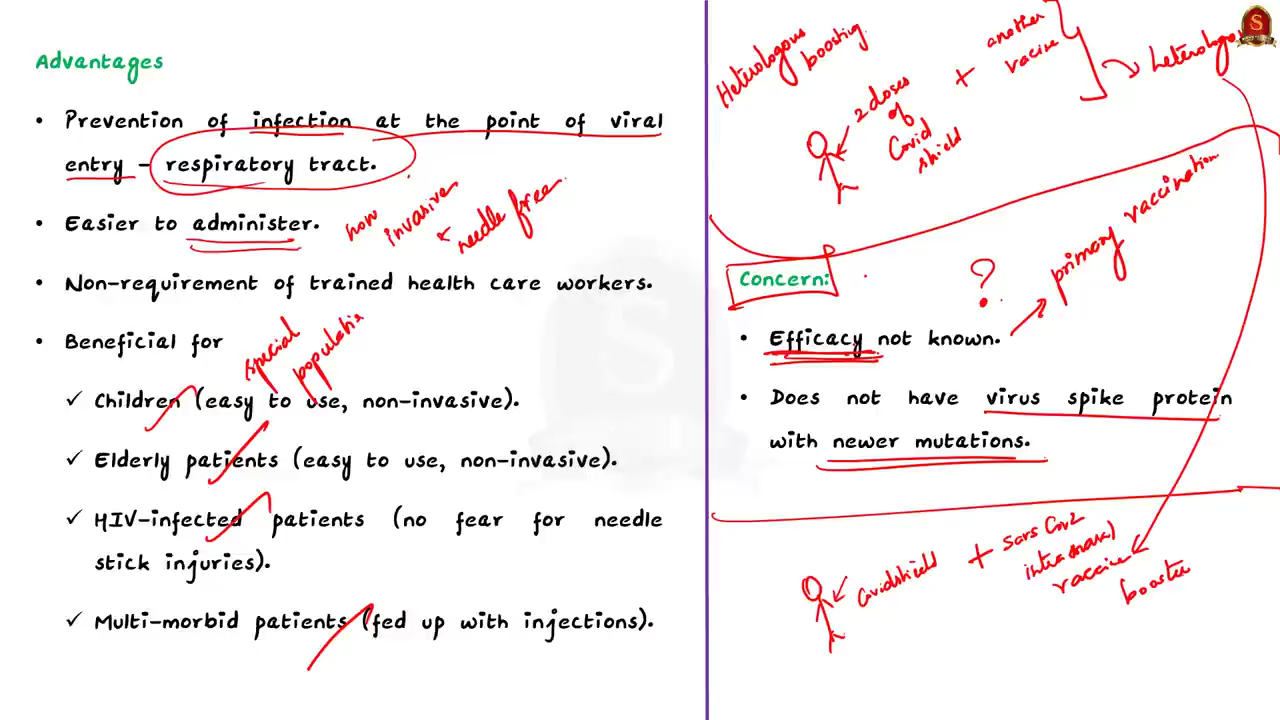 Advantages
• Prevention of infection at the point of viral
entry – respiratory tract.
• Easier to administer.
non
invasive
needle free
• Non-requirement of trained health care workers.
• Beneficial for
special
populatio
✓ Children (easy to use, non-invasive).
✓ Elderly patients (easy to use, non-invasive).
✓ HIV-infected patients (no fear for needle
stick injuries).
✓ Multi-morbid patients (fed up with injections).
Heterologous
boosting
2 doses
of
Covid
shield
+
another
vaccine
heterologous
S
Concern:
?
primary vaccination
• Efficacy not known.
• Does not have virus spike protein
with newer mutations.
Covidshield
+
Sars Cov2
intranasal
vaccine
booster